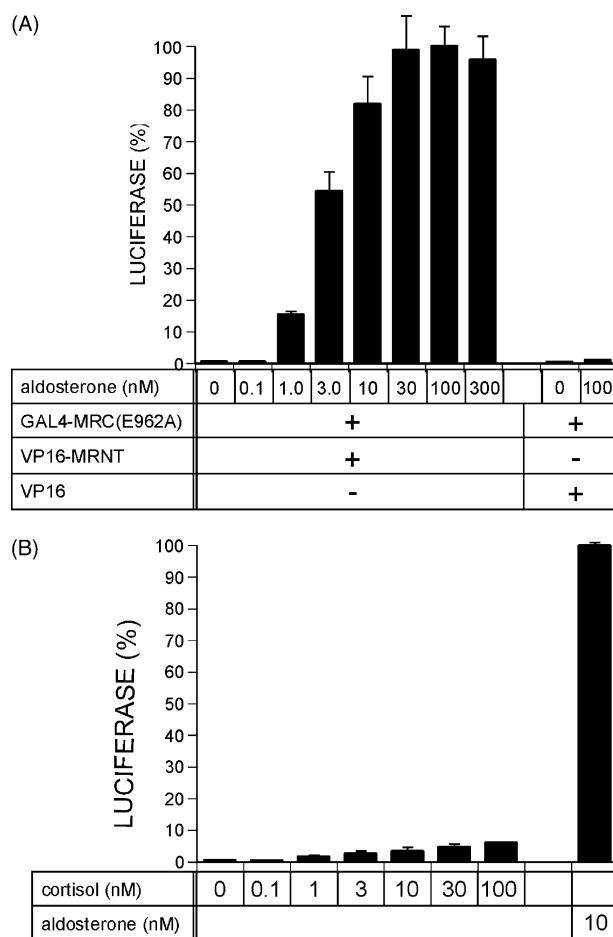 (A)
LUCIFERASE (%)
100
90
80
70
60
50
40
30
20
10
0
aldosterone (nM) 0 0.1 1.0 3.0 10 30 100 300 0 100
GAL4-MRC(E962A) + +
VP16-MRNT + -
VP16 - +
(B)
LUCIFERASE (%)
100
90
80
70
60
50
40
30
20
10
0
cortisol (nM) 0 0.1 1 3 10 30 100
aldosterone (nM) 10